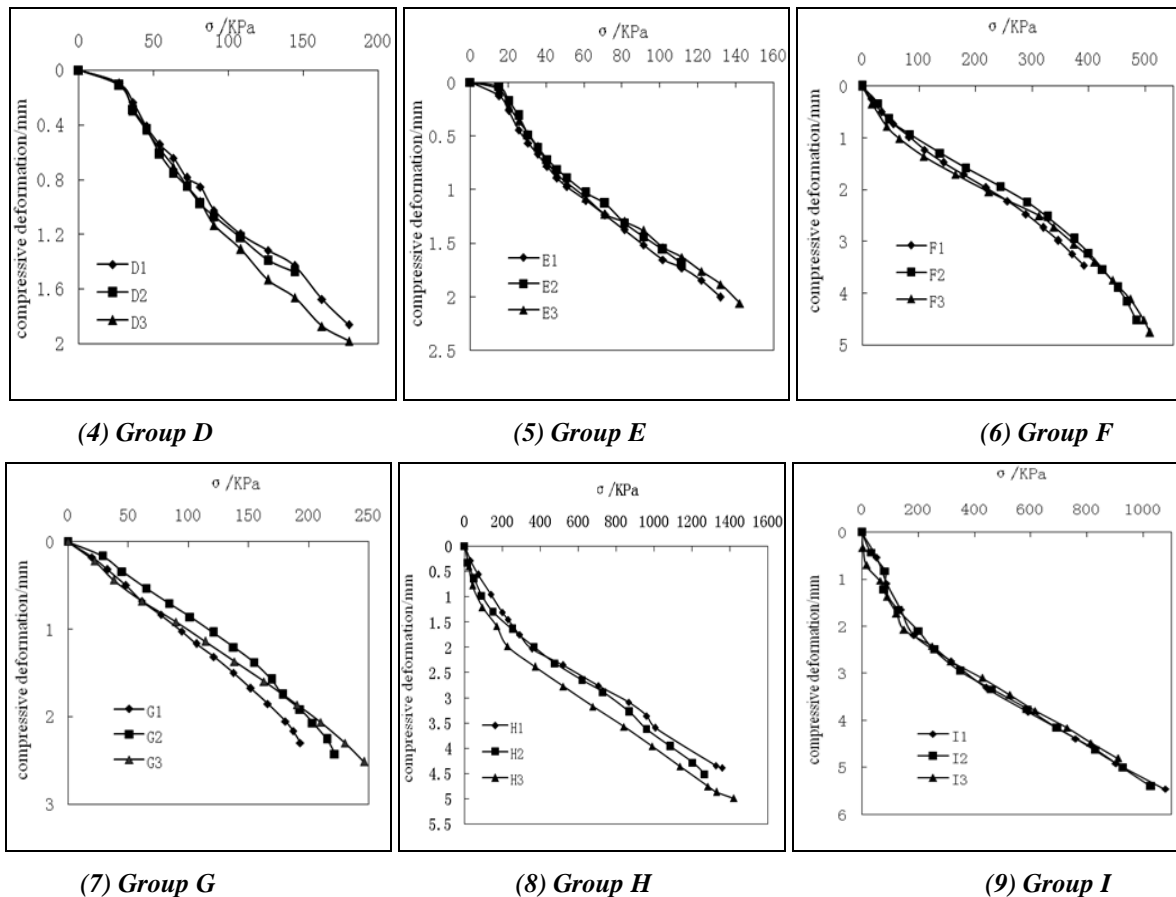 σ /KPa
0 50 100 150 200
0
0.4
0.8
1.2
1.6
2
compressive deformation/mm
D1
D2
D3
σ /KPa
0 20 40 60 80 100 120 140 160
0
0.5
1
1.5
2
2.5
compressive deformation/mm
E1
E2
E3
σ /KPa
0 100 200 300 400 500
0
1
2
3
4
5
compressive deformation/mm
F1
F2
F3
(4) Group D
(5) Group E
(6) Group F
σ /KPa
0 50 100 150 200 250
0
1
2
3
compressive deformation/mm
G1
G2
G3
σ /KPa
0 200 400 600 800 1000 1200 1400 1600
0
0.5
1
1.5
2
2.5
3
3.5
4
4.5
5
5.5
compressive deformation/mm
H1
H2
H3
σ /KPa
0 200 400 600 800 1000
0
1
2
3
4
5
6
compressive deformation/mm
I1
I2
I3
(7) Group G
(8) Group H
(9) Group I